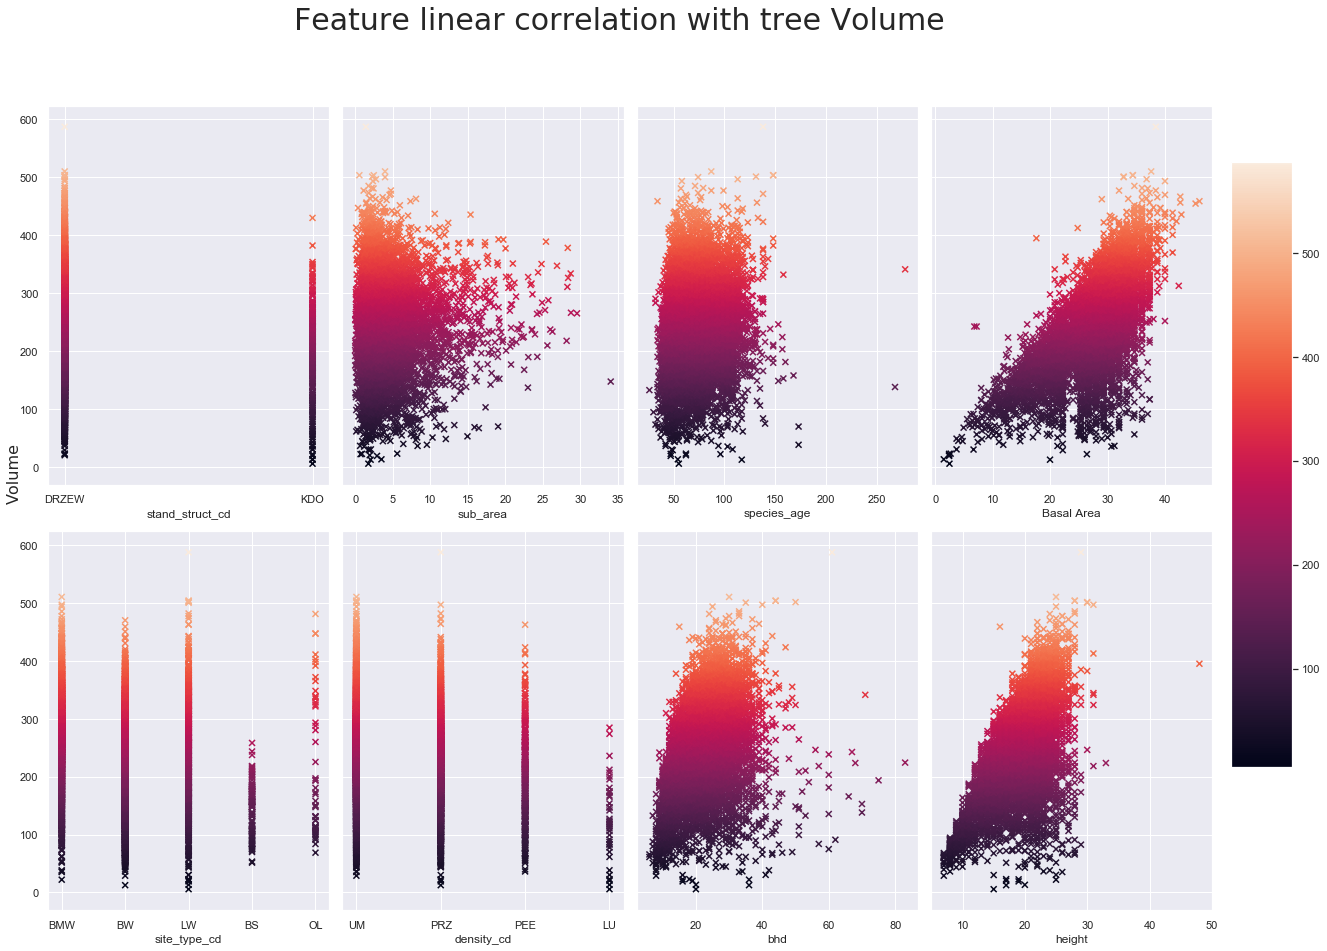 Feature linear correlation with tree Volume
600
500
400
300
200
100
0
Volume
DRZEW KDO
stand_struct_cd
0 5 10 15 20 25 30 35
sub_area
50 100 150 200 250
species_age
0 10 20 30 40
Basal Area
500
400
300
200
100
600
500
400
300
200
100
0
BMW BW LW BS OL
site_type_cd
UM PRZ PEE LU
density_cd
20 40 60 80
bhd
10 20 30 40 50
height